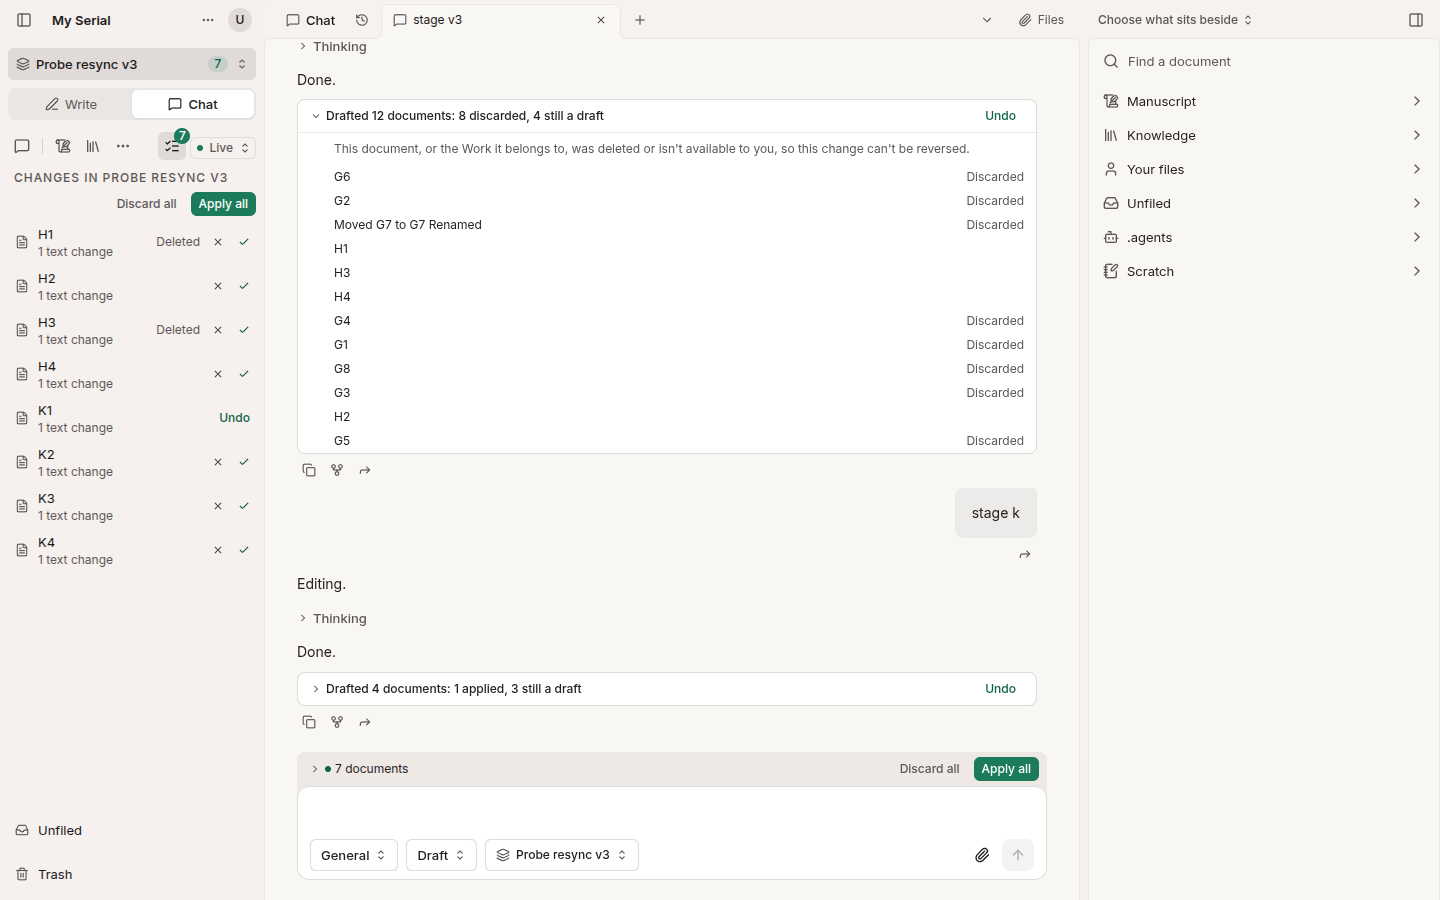 My Serial
U
Probe resync v3
7
Write
Chat
7
Live
CHANGES IN PROBE RESYNC V3
Discard all
Apply all
H1
1 text change
Deleted
H2
1 text change
H3
1 text change
Deleted
H4
1 text change
K1
1 text change
Undo
K2
1 text change
K3
1 text change
K4
1 text change
Unfiled
Trash
Chat
stage v3
Files
Thinking
Done.
Drafted 12 documents: 8 discarded, 4 still a draft
Undo
This document, or the Work it belongs to, was deleted or isn't available to you, so this change can't be reversed.
G6 Discarded
G2 Discarded
Moved G7 to G7 Renamed Discarded
H1
H3
H4
G4 Discarded
G1 Discarded
G8 Discarded
G3 Discarded
H2
G5 Discarded
stage k
Editing.
Thinking
Done.
Drafted 4 documents: 1 applied, 3 still a draft
Undo
7 documents
Discard all
Apply all
General
Draft
Probe resync v3
Choose what sits beside
Find a document
Manuscript
Knowledge
Your files
Unfiled
.agents
Scratch